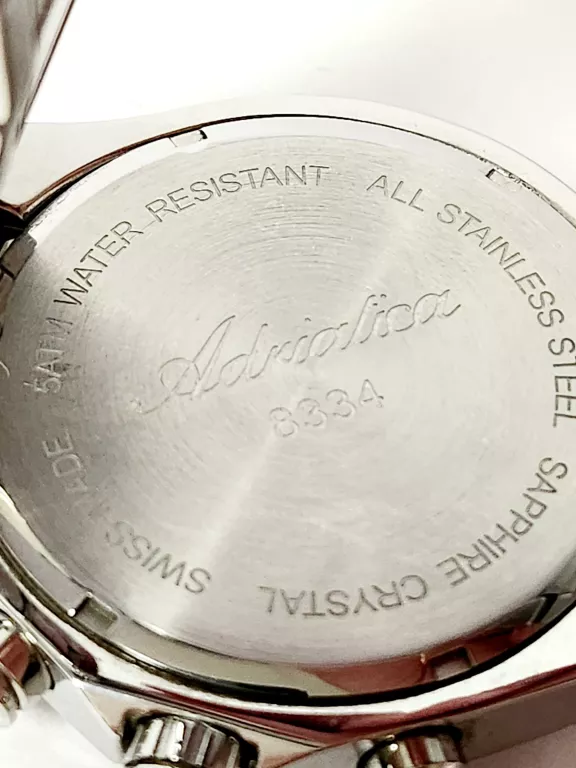 5ATM WATER-RESISTANT ALL STAINLESS STEEL SAPPHIRE CRYSTAL SWISS MADE
Adriatica
8334